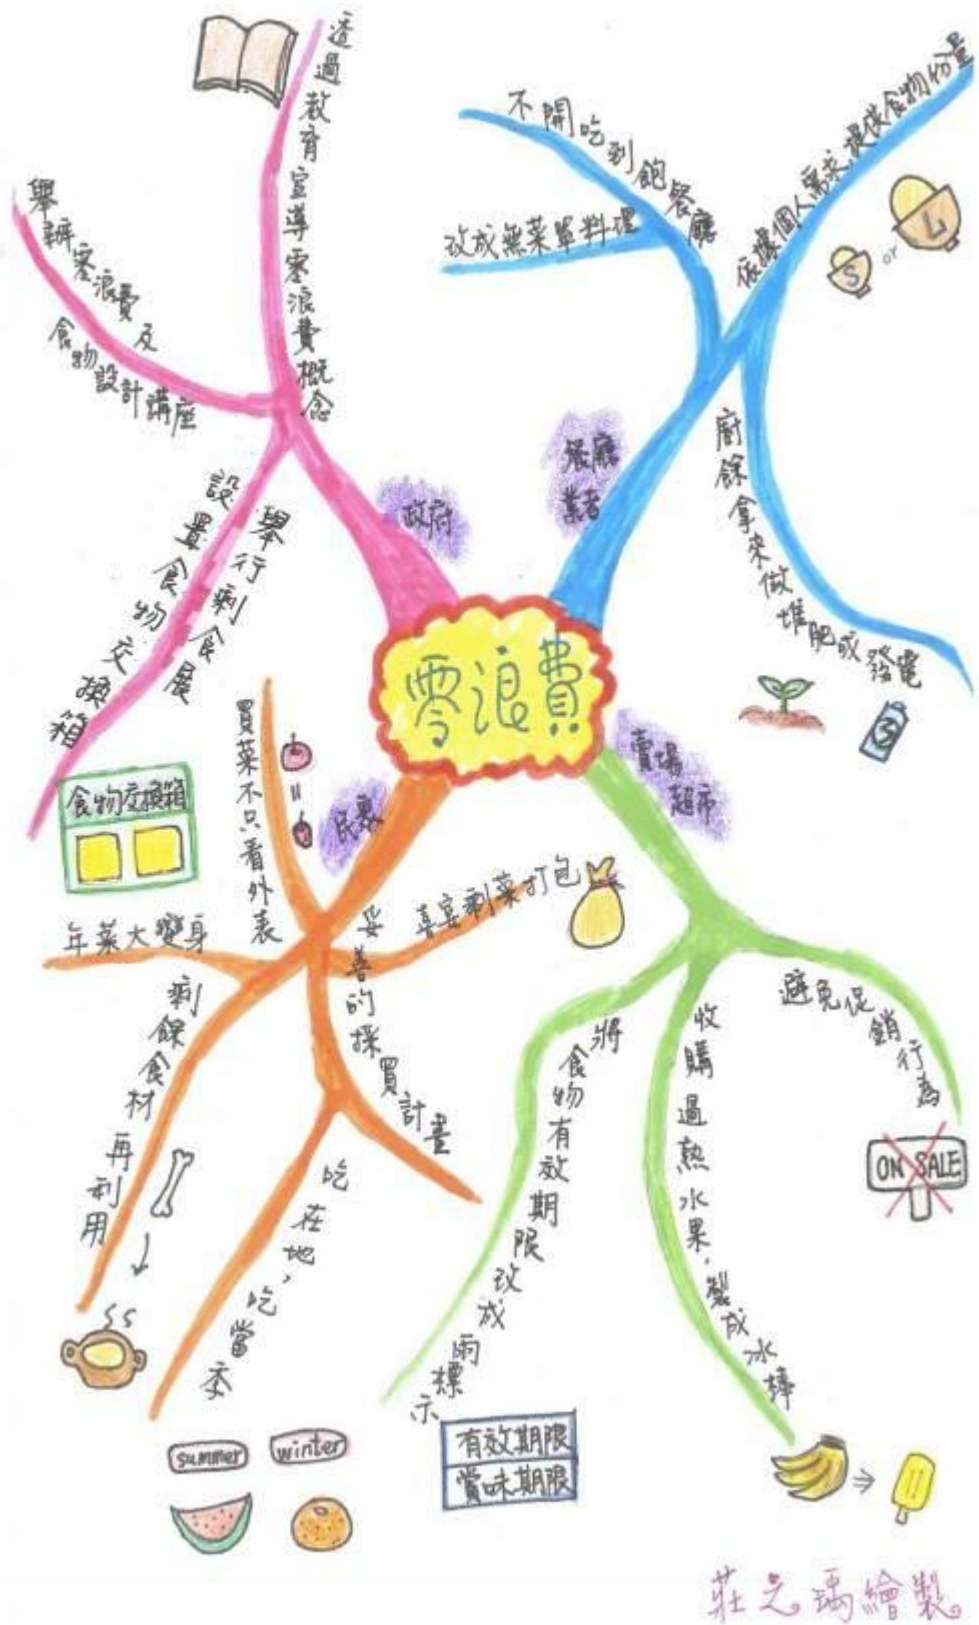 零浪費
政府
透過教育宣導零浪費概念
舉辦零浪費及
食物設計講座
舉行剩食展
設置食物交換箱
食物交換箱
餐廳
業者
不開吃到飽餐廳
改成無菜單料理
依據個人需求,提供食物份量
S or L
廚餘拿來做堆肥或發電
賣場
超市
避免促銷行為
ON SALE
收購過熟水果,製成冰棒
將食物有效期限改成兩標示
有效期限
賞味期限
民眾
買菜不只看外表
=
喜宴剩菜打包
年菜大變身
剩餘食材再利用
妥善的採買計畫
吃在地,吃當季
summer
winter
繪製